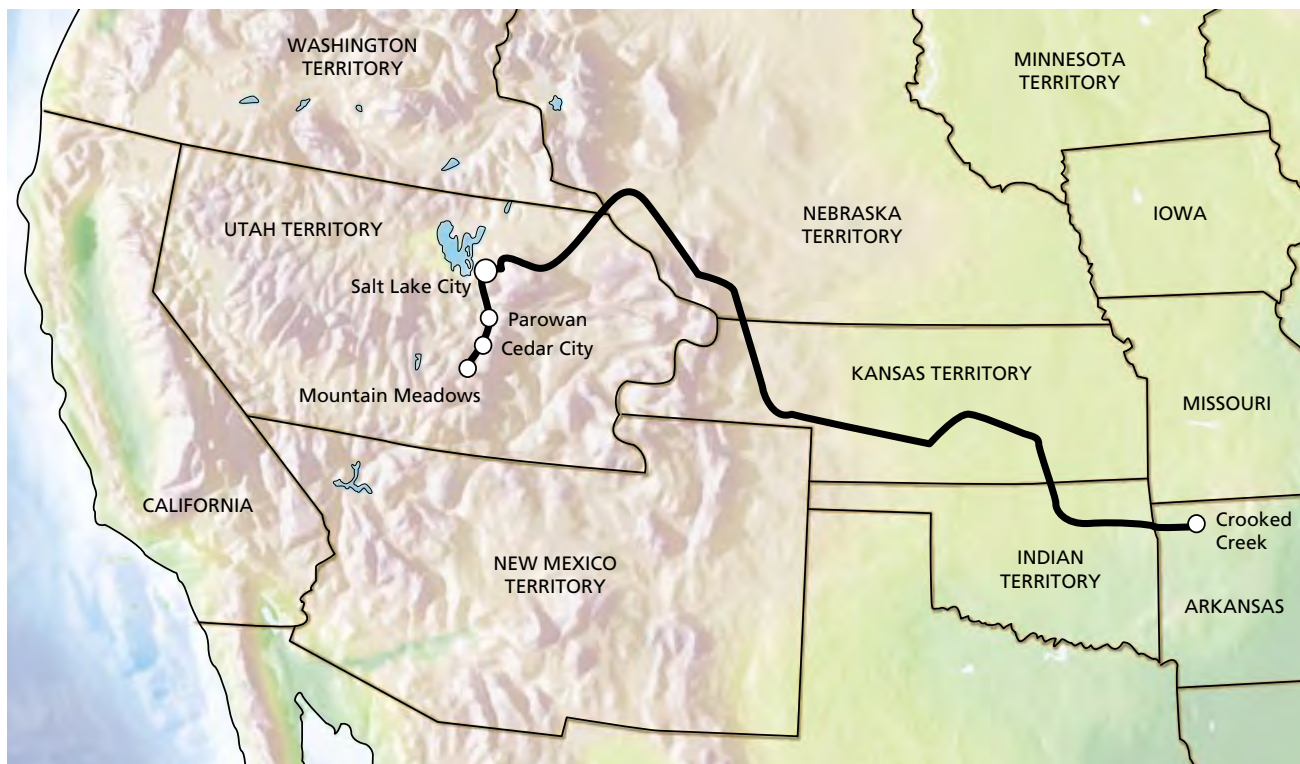 WASHINGTON
TERRITORY
MINNESOTA
TERRITORY
UTAH TERRITORY
NEBRASKA
TERRITORY
IOWA
Salt Lake City
Parowan
Cedar City
Mountain Meadows
KANSAS TERRITORY
MISSOURI
CALIFORNIA
NEW MEXICO
TERRITORY
INDIAN
TERRITORY
Crooked
Creek
ARKANSAS